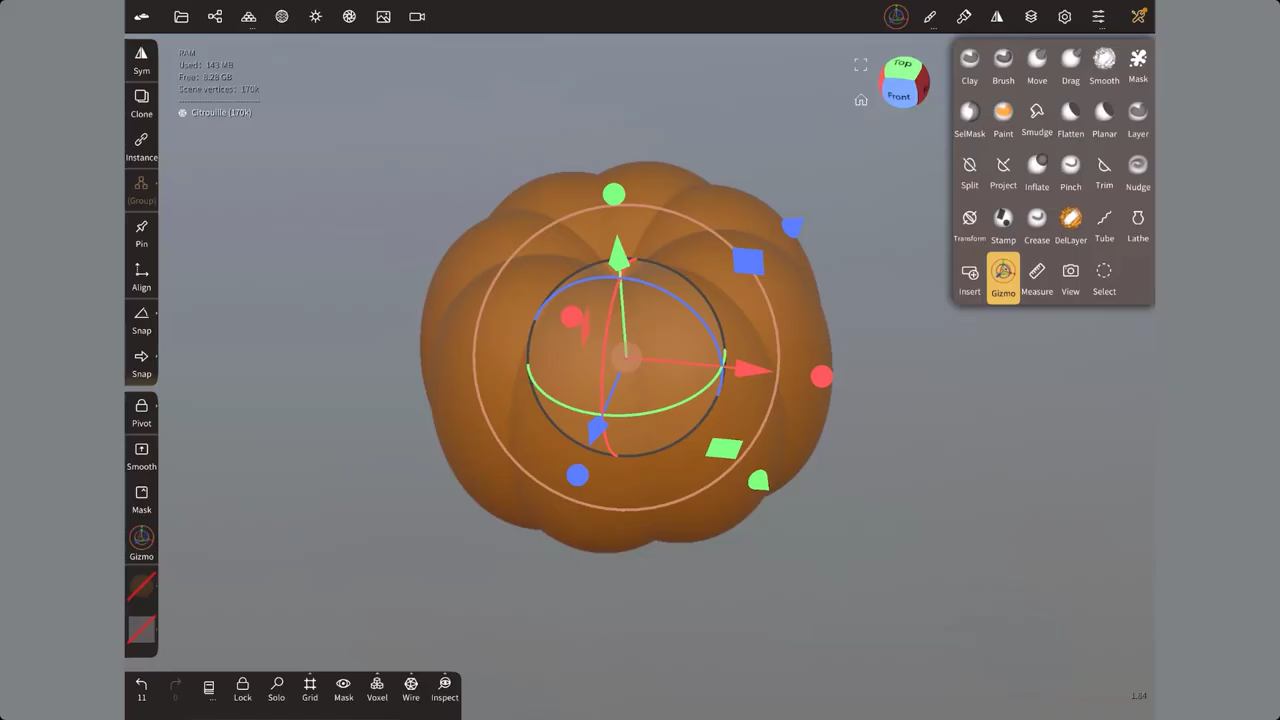 RAM
Used: 143 MB
Free: 8.28 GB
Scene vertices: 170k
Citrouille (170k)
Top
Front
Sym
Clone
Instance
(Group)
Pin
Align
Snap
Snap
Pivot
Smooth
Mask
Gizmo
Clay Brush Move Drag Smooth Mask
SelMask Paint Smudge Flatten Planar Layer
Split Project Inflate Pinch Trim Nudge
Transform Stamp Crease DelLayer Tube Lathe
Insert Gizmo Measure View Select
11 0 ... Lock Solo Grid Mask Voxel Wire Inspect
1.84